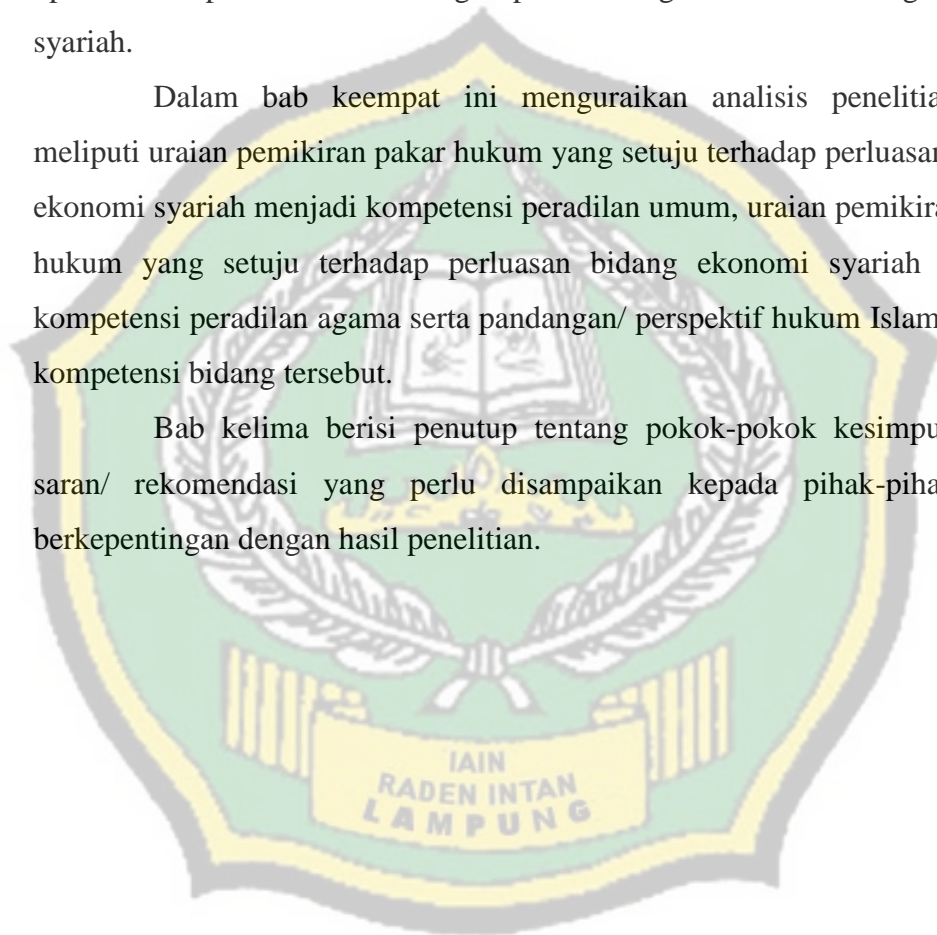 syariah.
Dalam bab keempat ini menguraikan analisis penelitia
meliputi uraian pemikiran pakar hukum yang setuju terhadap perluasan
ekonomi syariah menjadi kompetensi peradilan umum, uraian pemikira
hukum yang setuju terhadap perluasan bidang ekonomi syariah
kompetensi peradilan agama serta pandangan/ perspektif hukum Islam
kompetensi bidang tersebut.
Bab kelima berisi penutup tentang pokok-pokok kesimpu
saran/ rekomendasi yang perlu disampaikan kepada pihak-piha
berkepentingan dengan hasil penelitian.
IAIN
RADEN INTAN
LAMPUNG